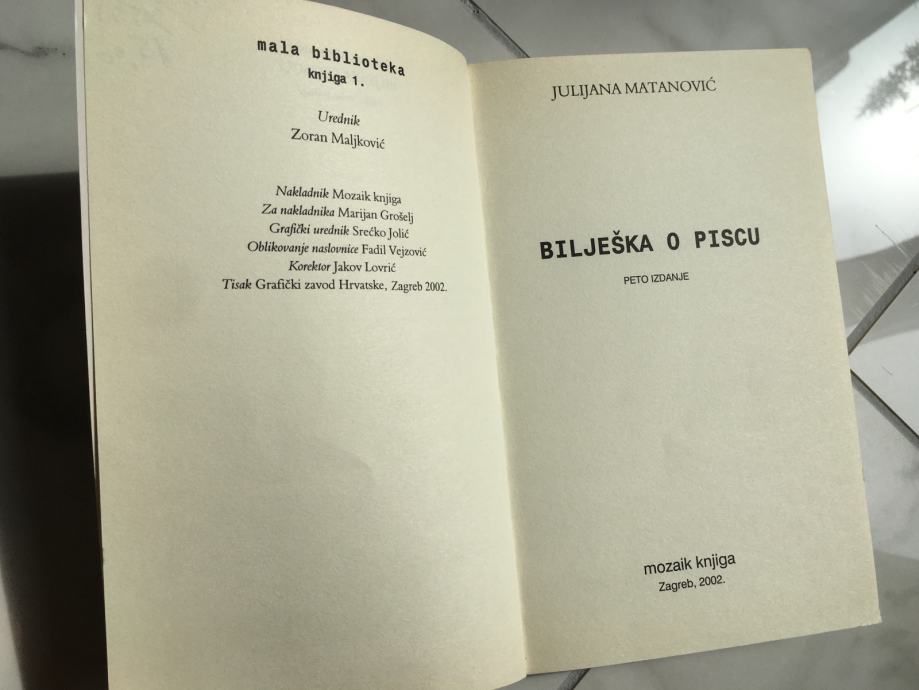 mala biblioteka
knjiga 1.
Urednik
Zoran Maljković
Nakladnik Mozaik knjiga
Za nakladnika Marijan Grošelj
Grafički urednik Srećko Jolić
Oblikovanje naslovnice Fadil Vejzović
Korektor Jakov Lovrić
Tisak Grafički zavod Hrvatske, Zagreb 2002.
JULIJANA MATANOVIĆ
BILJEŠKA O PISCU
PETO IZDANJE
mozaik knjiga
Zagreb, 2002.